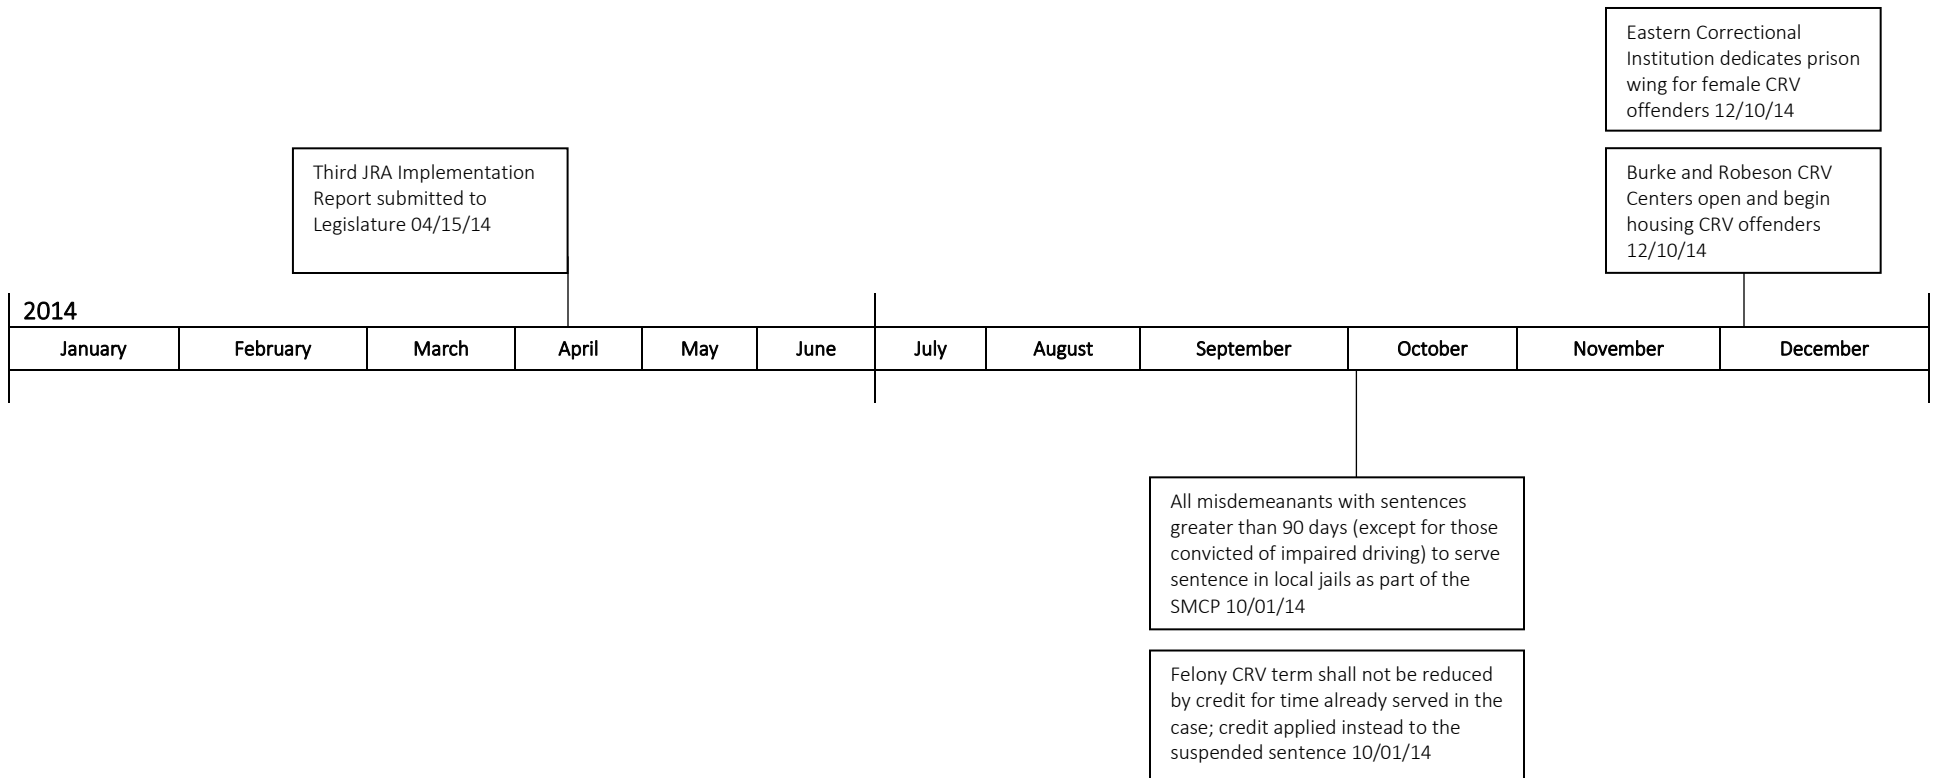 Eastern Correctional
Institution dedicates prison
wing for female CRV
offenders 12/10/14
Third JRA Implementation
Report submitted to
Legislature 04/15/14
Burke and Robeson CRV
Centers open and begin
housing CRV offenders
12/10/14
2014
January February March April May June July August September October November December
All misdemeanants with sentences
greater than 90 days (except for those
convicted of impaired driving) to serve
sentence in local jails as part of the
SMCP 10/01/14
Felony CRV term shall not be reduced
by credit for time already served in the
case; credit applied instead to the
suspended sentence 10/01/14